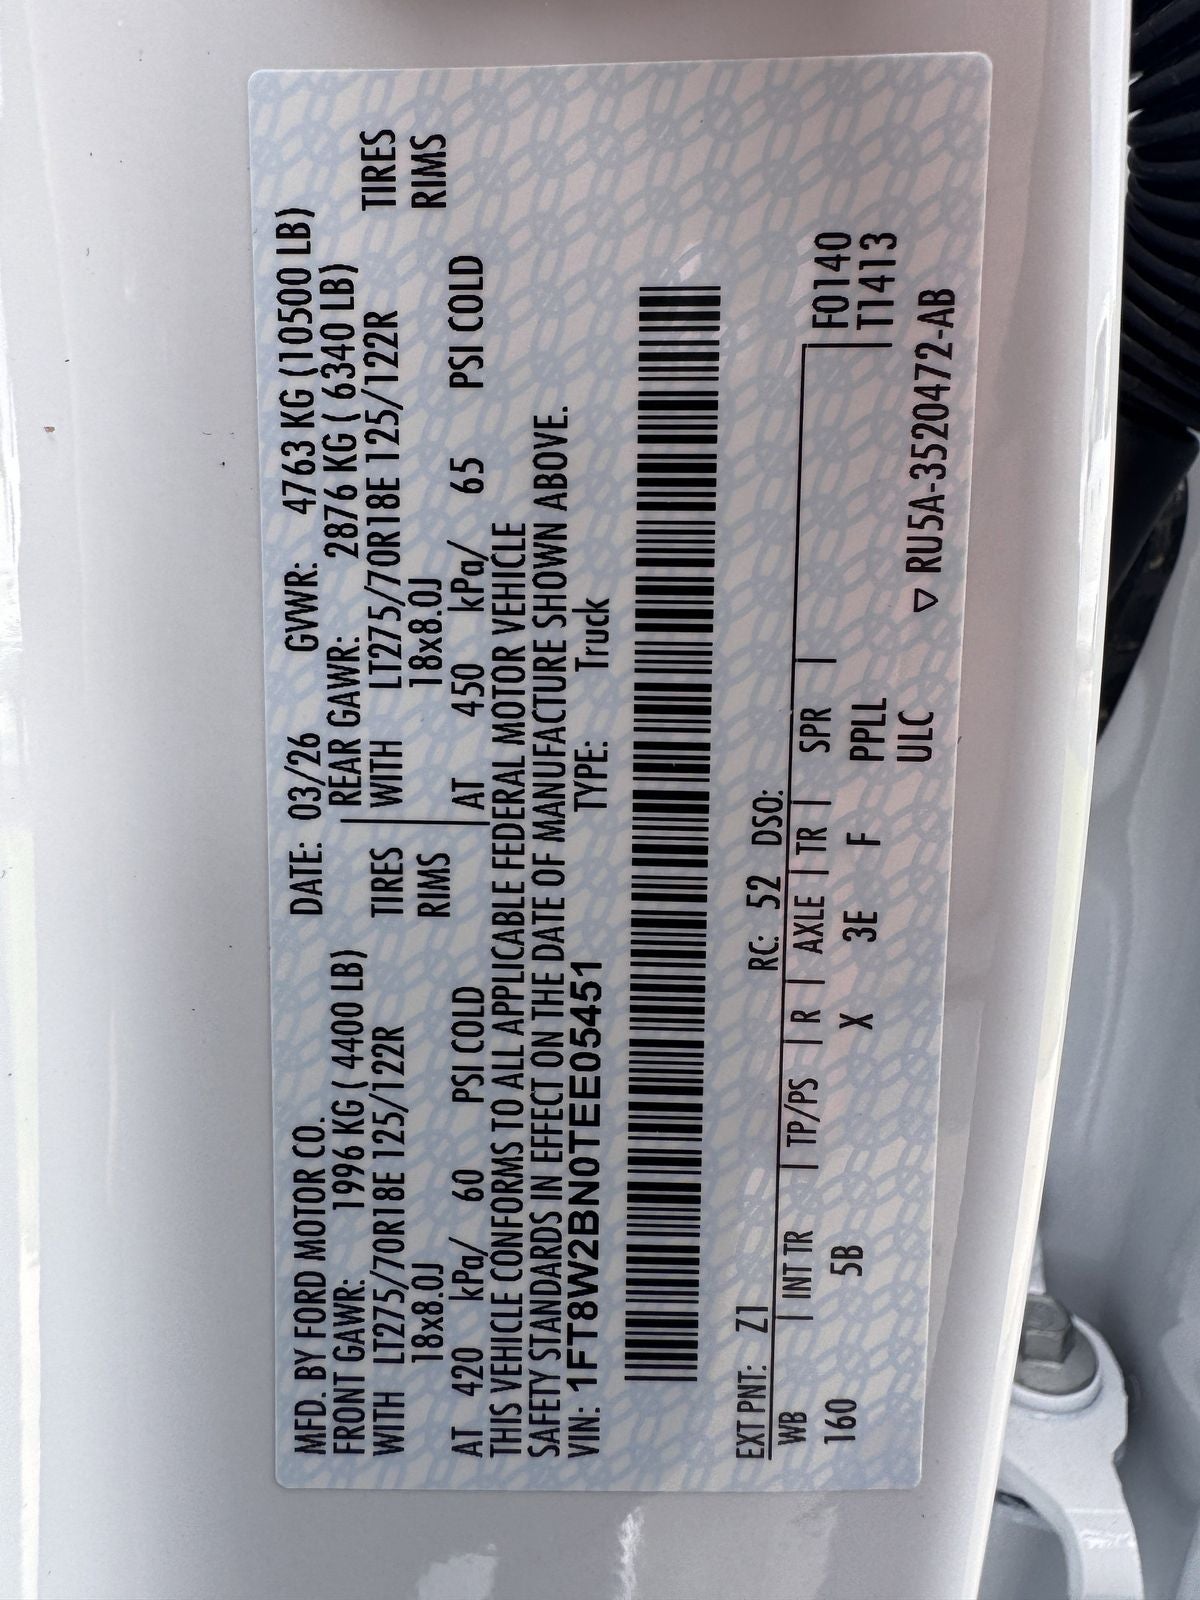 MFD. BY FORD MOTOR CO. DATE: 03/26 GVWR: 4763 KG (10500 LB)
FRONT GAWR: 1996 KG ( 4400 LB) REAR GAWR: 2876 KG ( 6340 LB)
WITH LT275/70R18E 125/122R TIRES WITH LT275/70R18E 125/122R TIRES
18x8.0J RIMS 18x8.0J RIMS
AT 420 kPa/ 60 PSI COLD AT 450 kPa/ 65 PSI COLD
THIS VEHICLE CONFORMS TO ALL APPLICABLE FEDERAL MOTOR VEHICLE
SAFETY STANDARDS IN EFFECT ON THE DATE OF MANUFACTURE SHOWN ABOVE.
VIN: 1FT8W2BN0TEE05451 TYPE: Truck
EXT PNT: Z1 RC: 52 DSO:
WB | INT TR | TP/PS | R | AXLE | TR | SPR | F0140
160 5B X 3E F PPLL T1413
ULC
▽ RU5A-3520472-AB